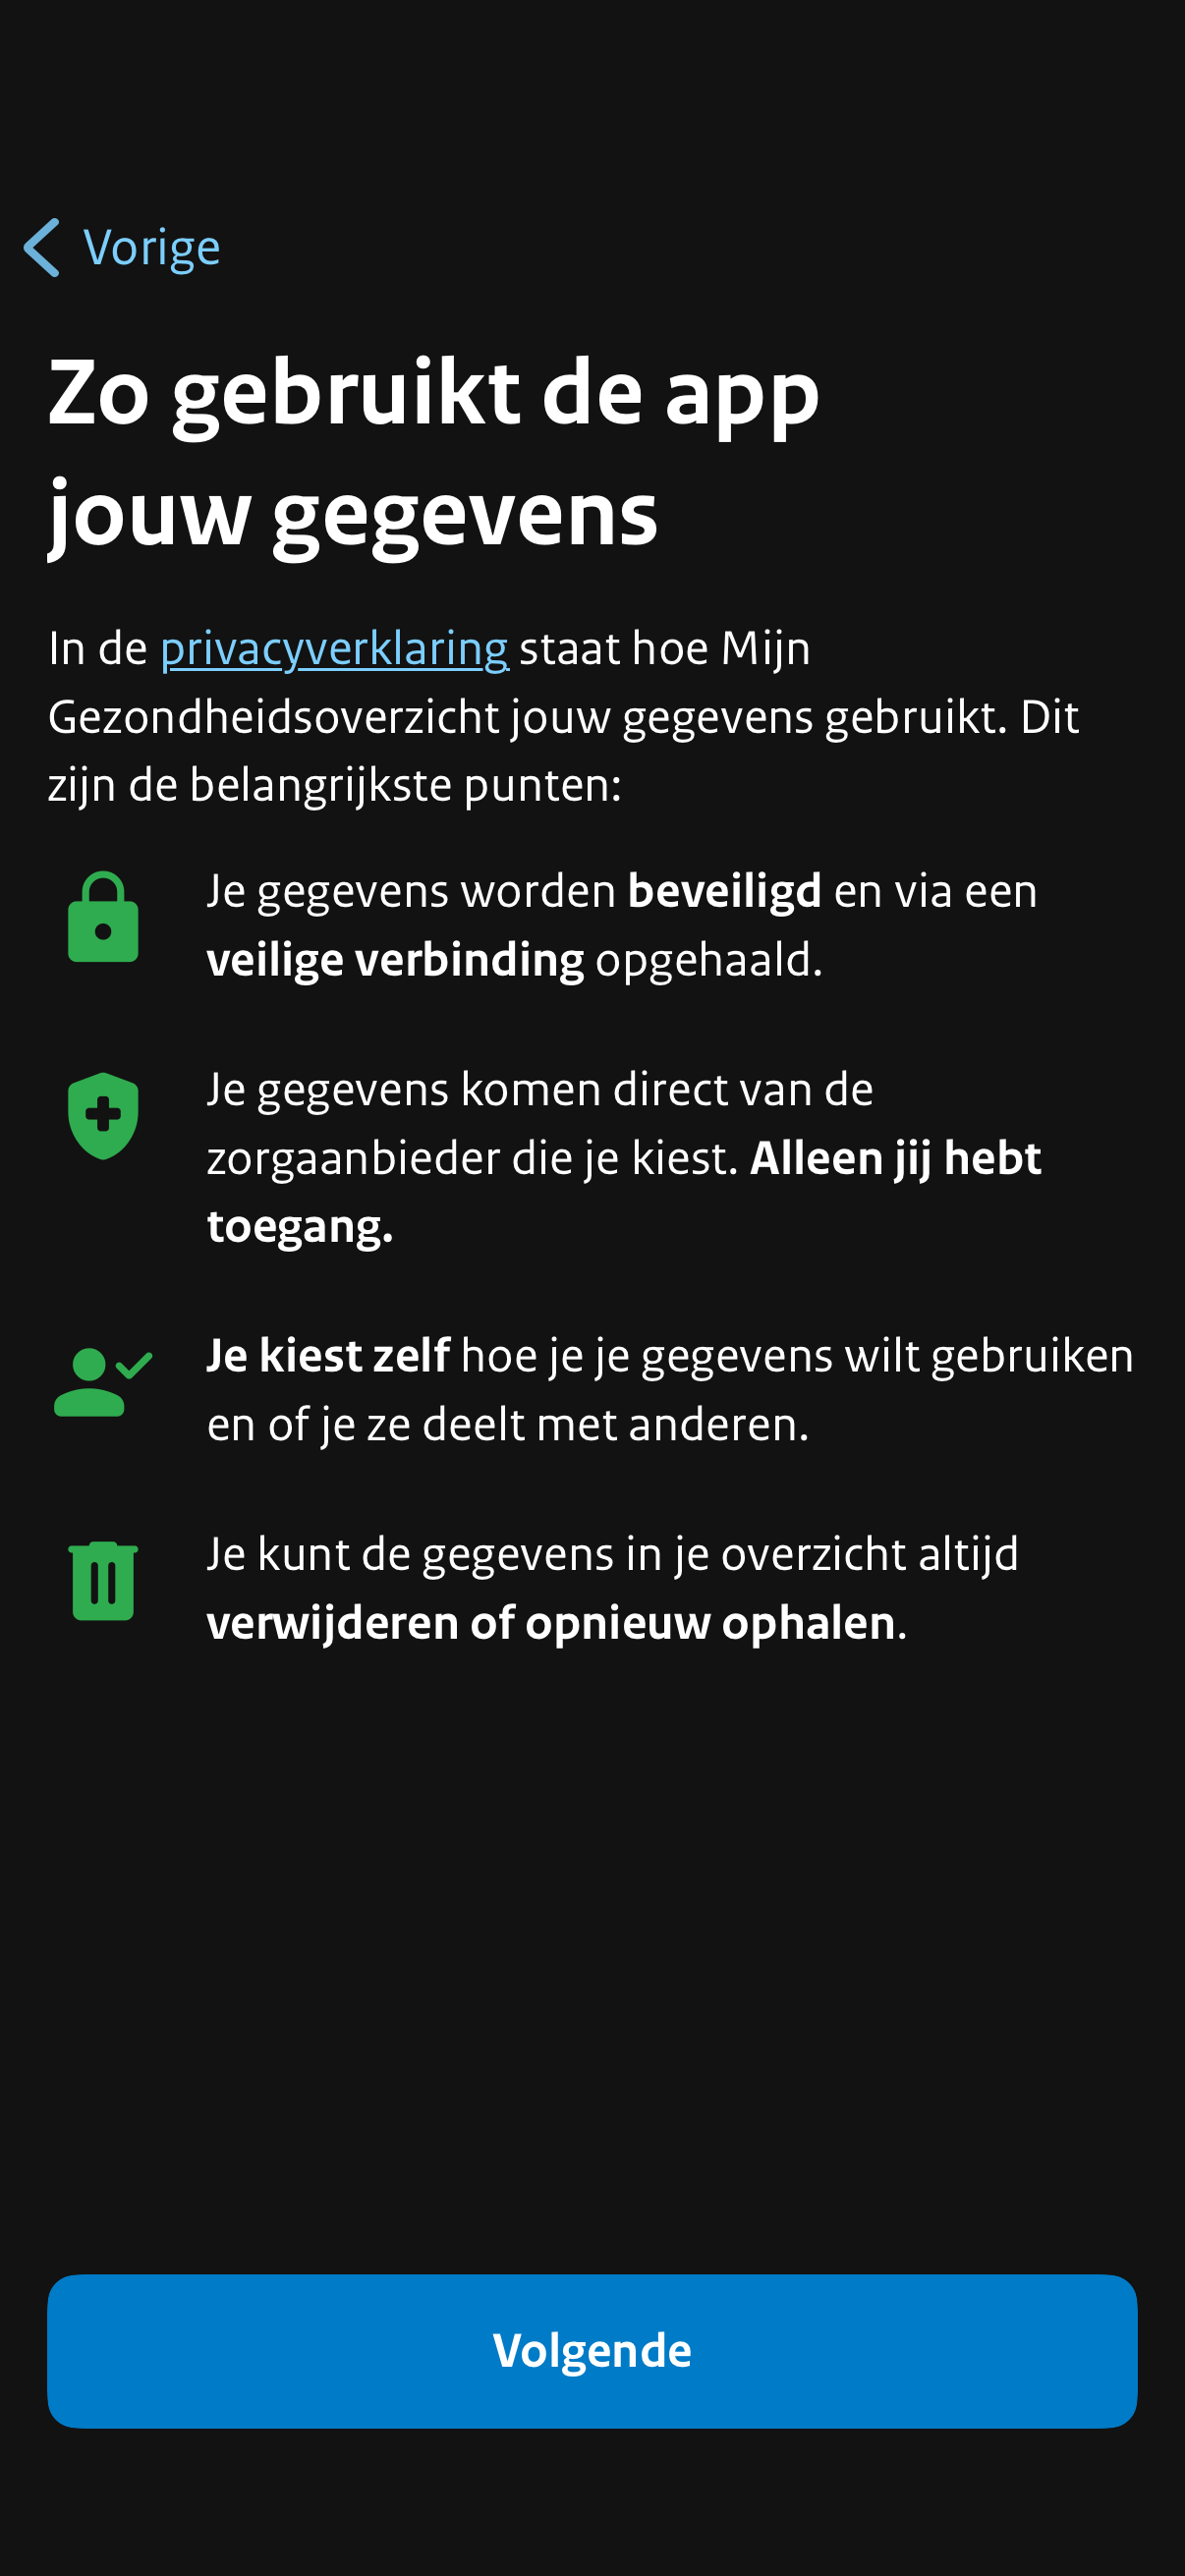 Vorige
Zo gebruikt de app
jouw gegevens
In de privacyverklaring staat hoe Mijn
Gezondheidsoverzicht jouw gegevens gebruikt. Dit
zijn de belangrijkste punten:
Je gegevens worden beveiligd en via een
veilige verbinding opgehaald.
Je gegevens komen direct van de
zorgaanbieder die je kiest. Alleen jij hebt
toegang.
Je kiest zelf hoe je je gegevens wilt gebruiken
en of je ze deelt met anderen.
Je kunt de gegevens in je overzicht altijd
verwijderen of opnieuw ophalen.
Volgende